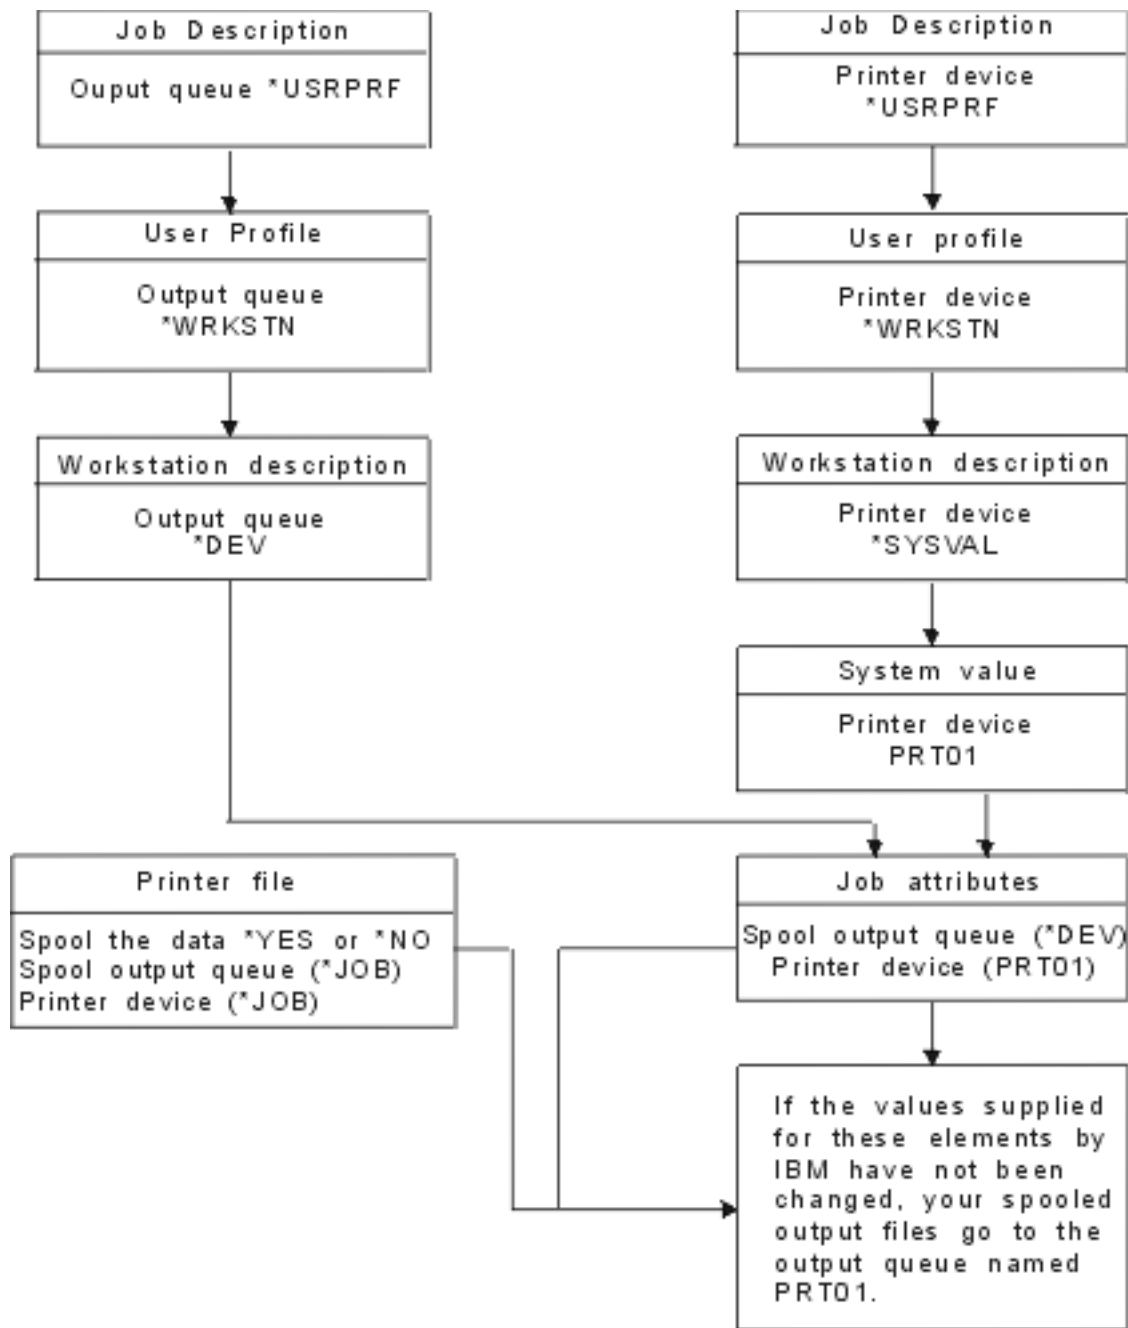 Job Description
Ouput queue *USRPRF
User Profile
Output queue
*WRKSTN
Workstation description
Output queue
*DEV
Job Description
Printer device
*USRPRF
User profile
Printer device
*WRKSTN
Workstation description
Printer device
*SYSVAL
System value
Printer device
PRT01
Printer file
Spool the data *YES or *NO
Spool output queue (*JOB)
Printer device (*JOB)
Job attributes
Spool output queue (*DEV)
Printer device (PRT01)
If the values supplied
for these elements by
IBM have not been
changed, your spooled
output files go to the
output queue named
PRT01.